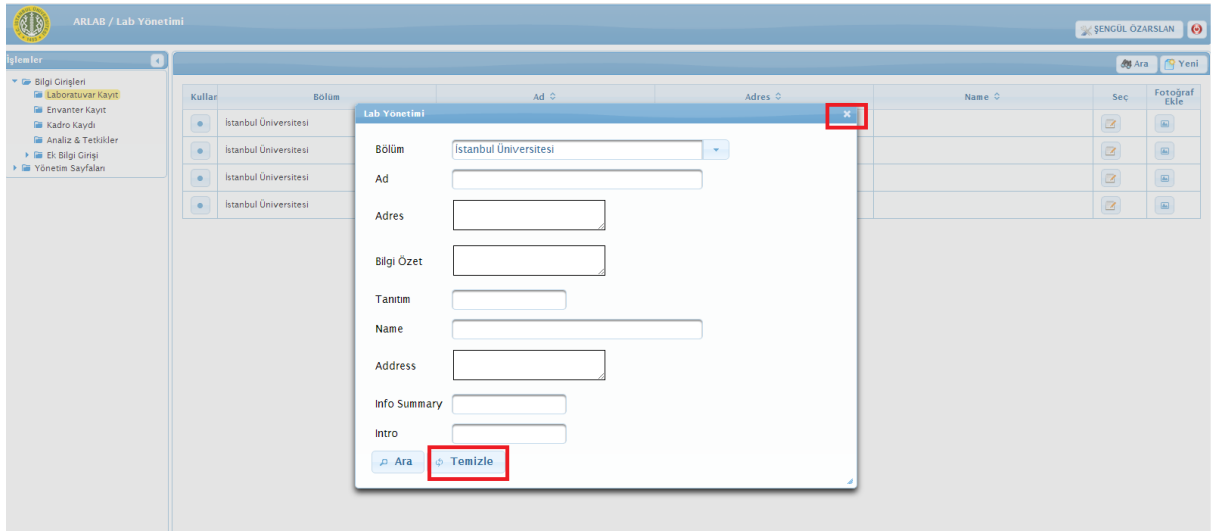 ARLAB / Lab Yönetimi
ŞENGÜL ÖZARSLAN
İşlemler
Ara
Yeni
Bilgi Girişleri
Laboratuvar Kayıt
Envanter Kayıt
Kadro Kaydı
Analiz & Tetkikler
Ek Bilgi Girişi
Yönetim Sayfaları
Kullar Bölüm Ad Adres Name Seç Fotoğraf
Ekle
İstanbul Üniversitesi
İstanbul Üniversitesi
İstanbul Üniversitesi
İstanbul Üniversitesi
Lab Yönetimi
Bölüm İstanbul Üniversitesi
Ad
Adres
Bilgi Özet
Tanıtım
Name
Address
Info Summary
Intro
Ara Temizle